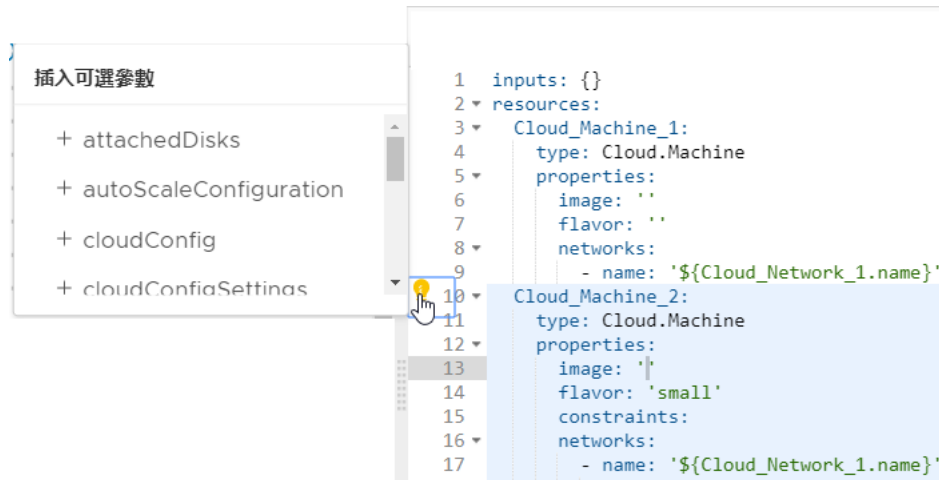 插入可選參數
+ attachedDisks
+ autoScaleConfiguration
+ cloudConfig
+ cloudConfigSettings
1 inputs: {}
2 resources:
3 Cloud_Machine_1:
4 type: Cloud.Machine
5 properties:
6 image: ''
7 flavor: ''
8 networks:
9 - name: '${Cloud_Network_1.name}'
10 Cloud_Machine_2:
11 type: Cloud.Machine
12 properties:
13 image: ''
14 flavor: 'small'
15 constraints:
16 networks:
17 - name: '${Cloud_Network_1.name}'